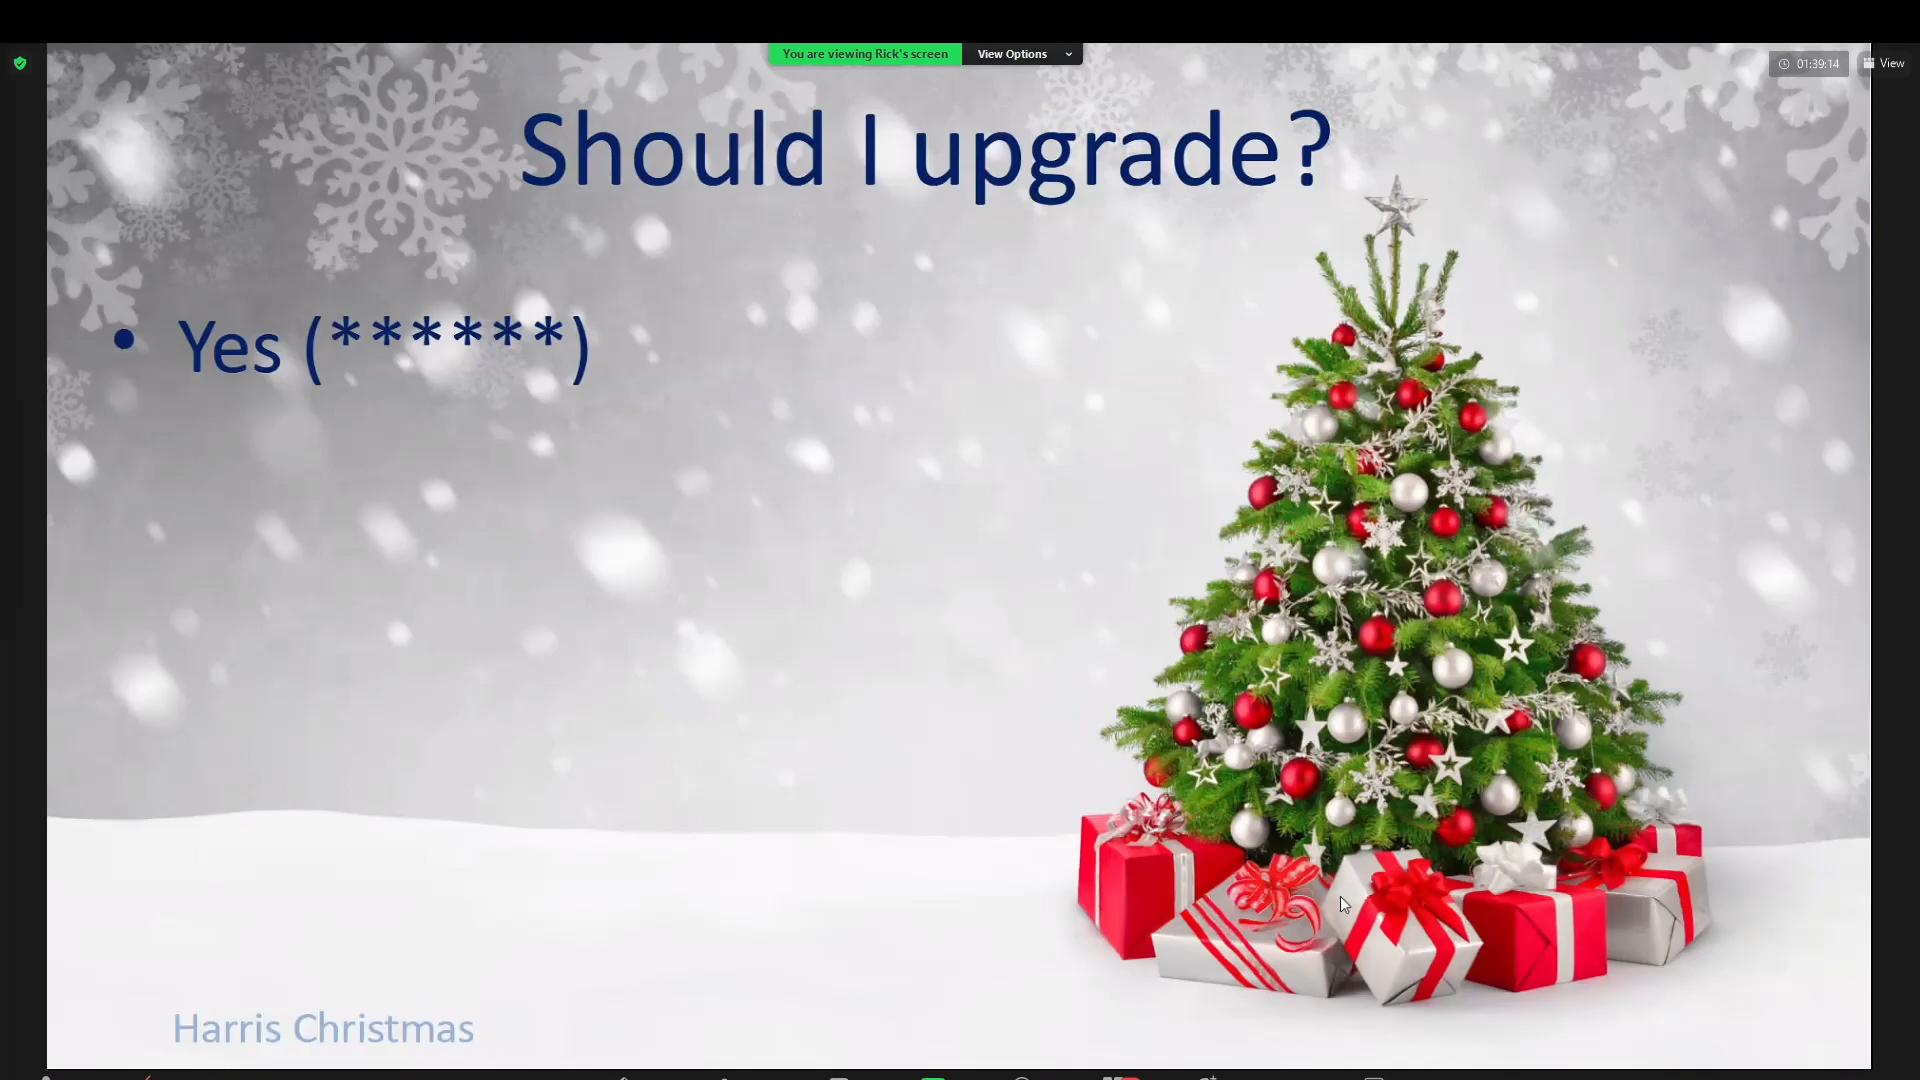 You are viewing Rick's screen View Options
01:39:14 View
Should I upgrade?
• Yes (******)
Harris Christmas